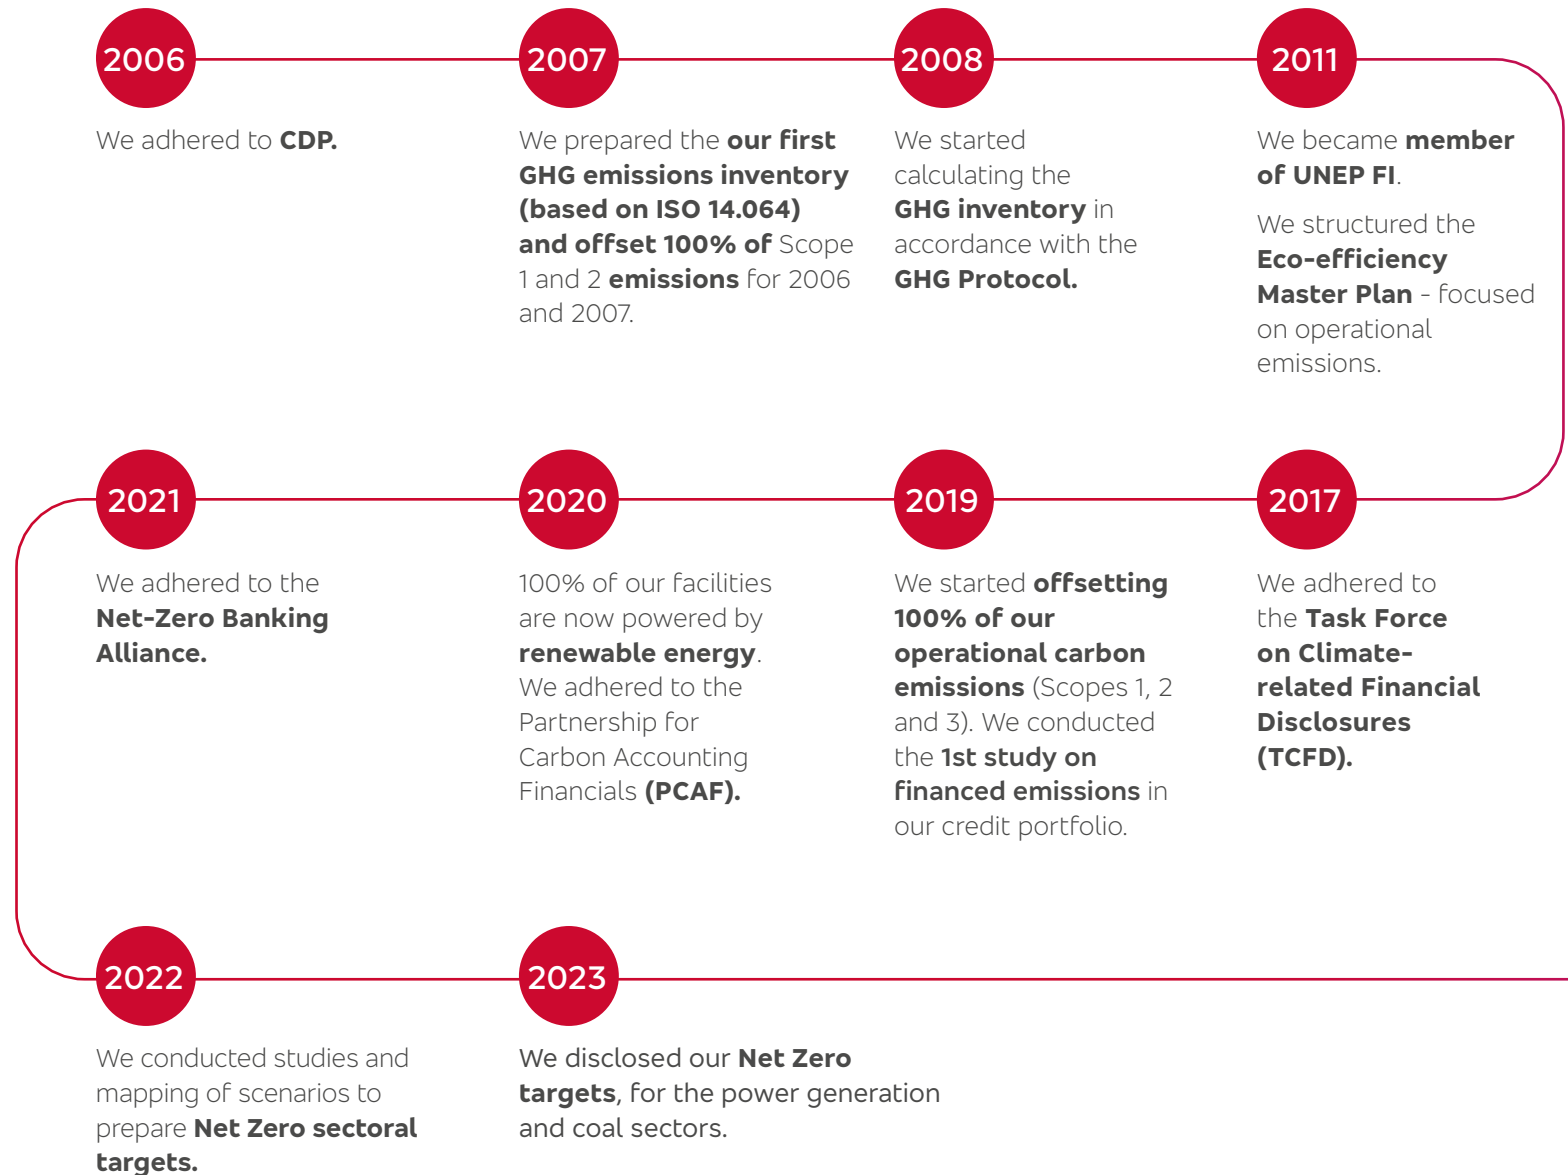 2006
We adhered to CDP.
2007
We prepared the our first
GHG emissions inventory
(based on ISO 14.064)
and offset 100% of Scope
1 and 2 emissions for 2006
and 2007.
2008
We started
calculating the
GHG inventory in
accordance with the
GHG Protocol.
2011
We became member
of UNEP FI.
We structured the
Eco-efficiency
Master Plan - focused
on operational
emissions.
2017
We adhered to
the Task Force
on Climate-
related Financial
Disclosures
(TCFD).
2019
We started offsetting
100% of our
operational carbon
emissions (Scopes 1, 2
and 3). We conducted
the 1st study on
financed emissions in
our credit portfolio.
2020
100% of our facilities
are now powered by
renewable energy.
We adhered to the
Partnership for
Carbon Accounting
Financials (PCAF).
2021
We adhered to the
Net-Zero Banking
Alliance.
2022
We conducted studies and
mapping of scenarios to
prepare Net Zero sectoral
targets.
2023
We disclosed our Net Zero
targets, for the power generation
and coal sectors.